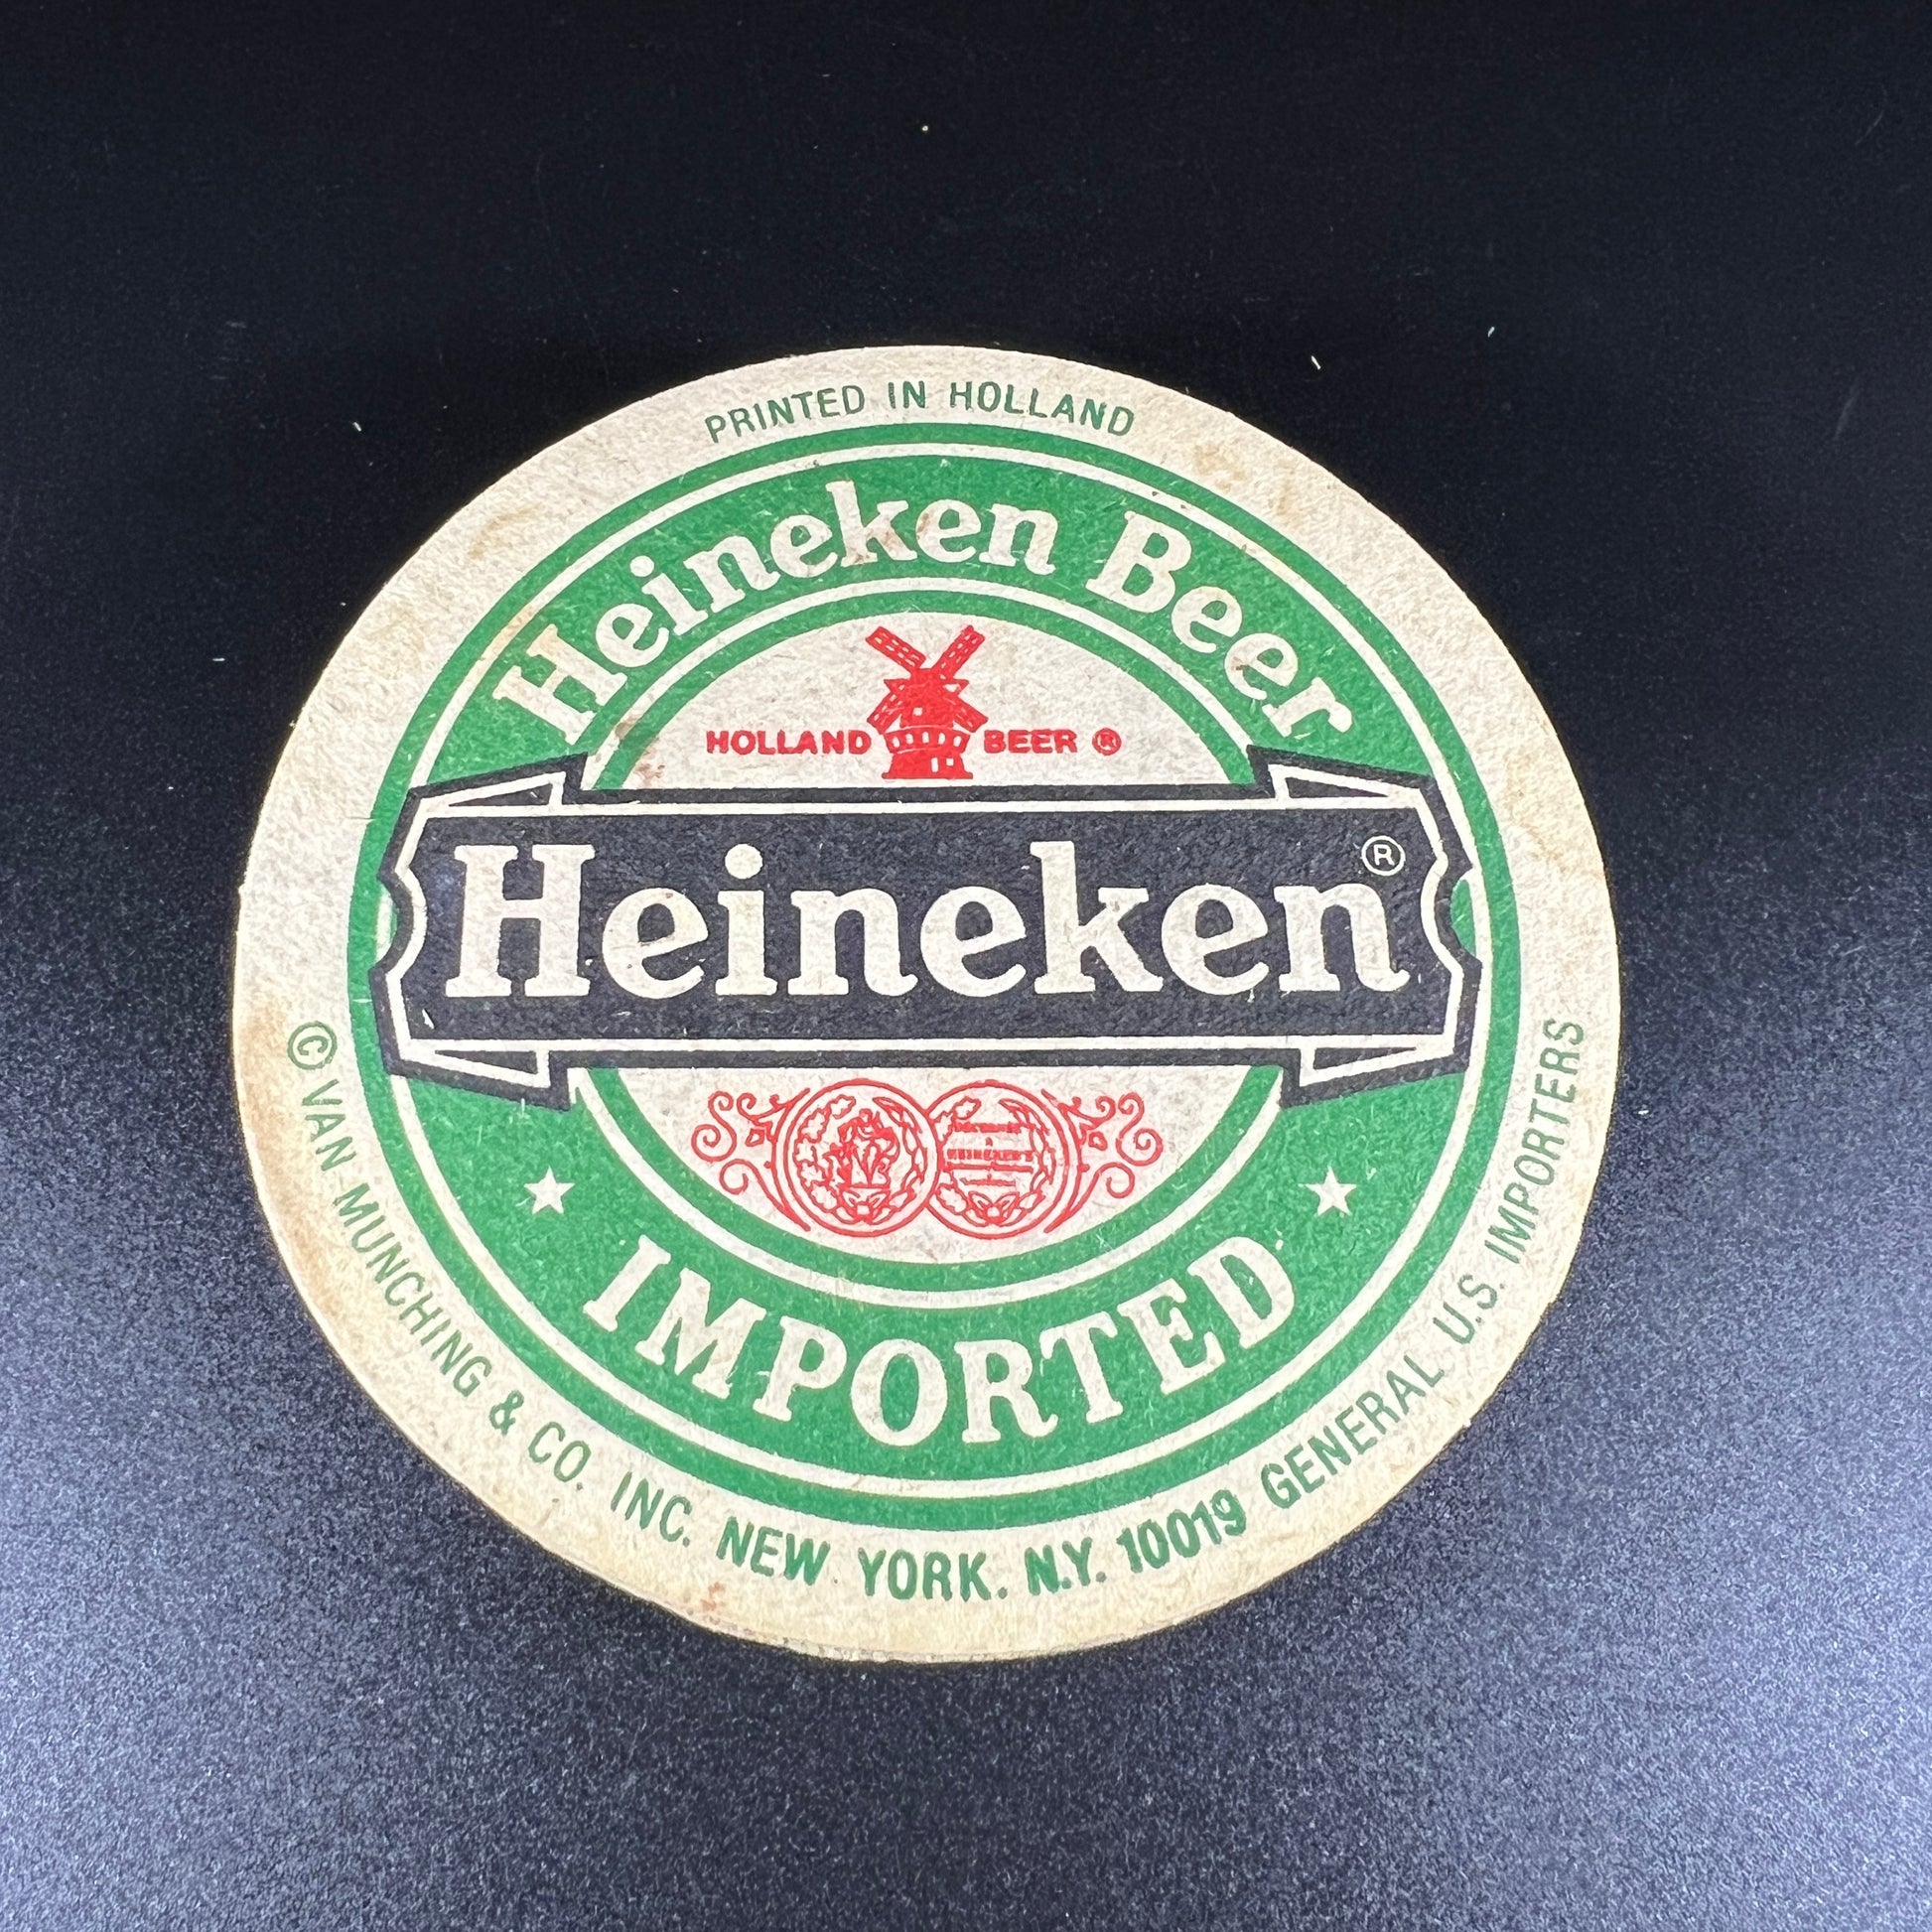 PRINTED IN HOLLAND
Heineken Beer
HOLLAND BEER ®
Heineken®
IMPORTED
© VAN MUNCHING & CO. INC. NEW YORK. N.Y. 10019 GENERAL U.S. IMPORTERS